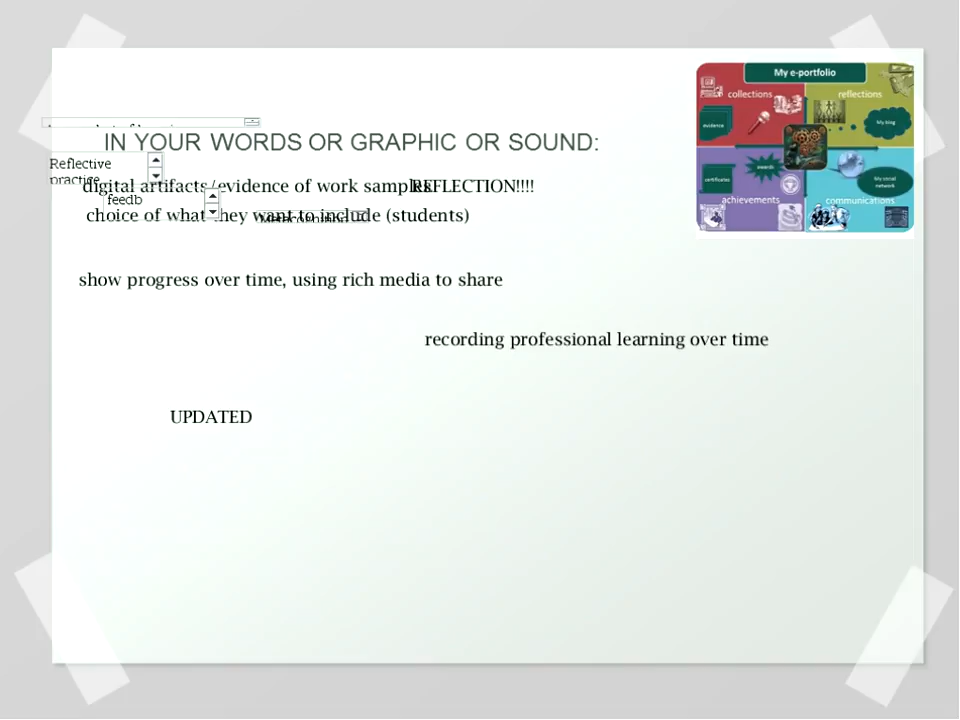 My e-portfolio
collections
reflections
evidence
My blog
IN YOUR WORDS OR GRAPHIC OR SOUND:
Reflective
practice
digital artifacts/evidence of work samples
REFLECTION!!!!
awards
certificates
My social
network
feedb
achievements
communications
choice of what they want to include (students)
show progress over time, using rich media to share
recording professional learning over time
UPDATED